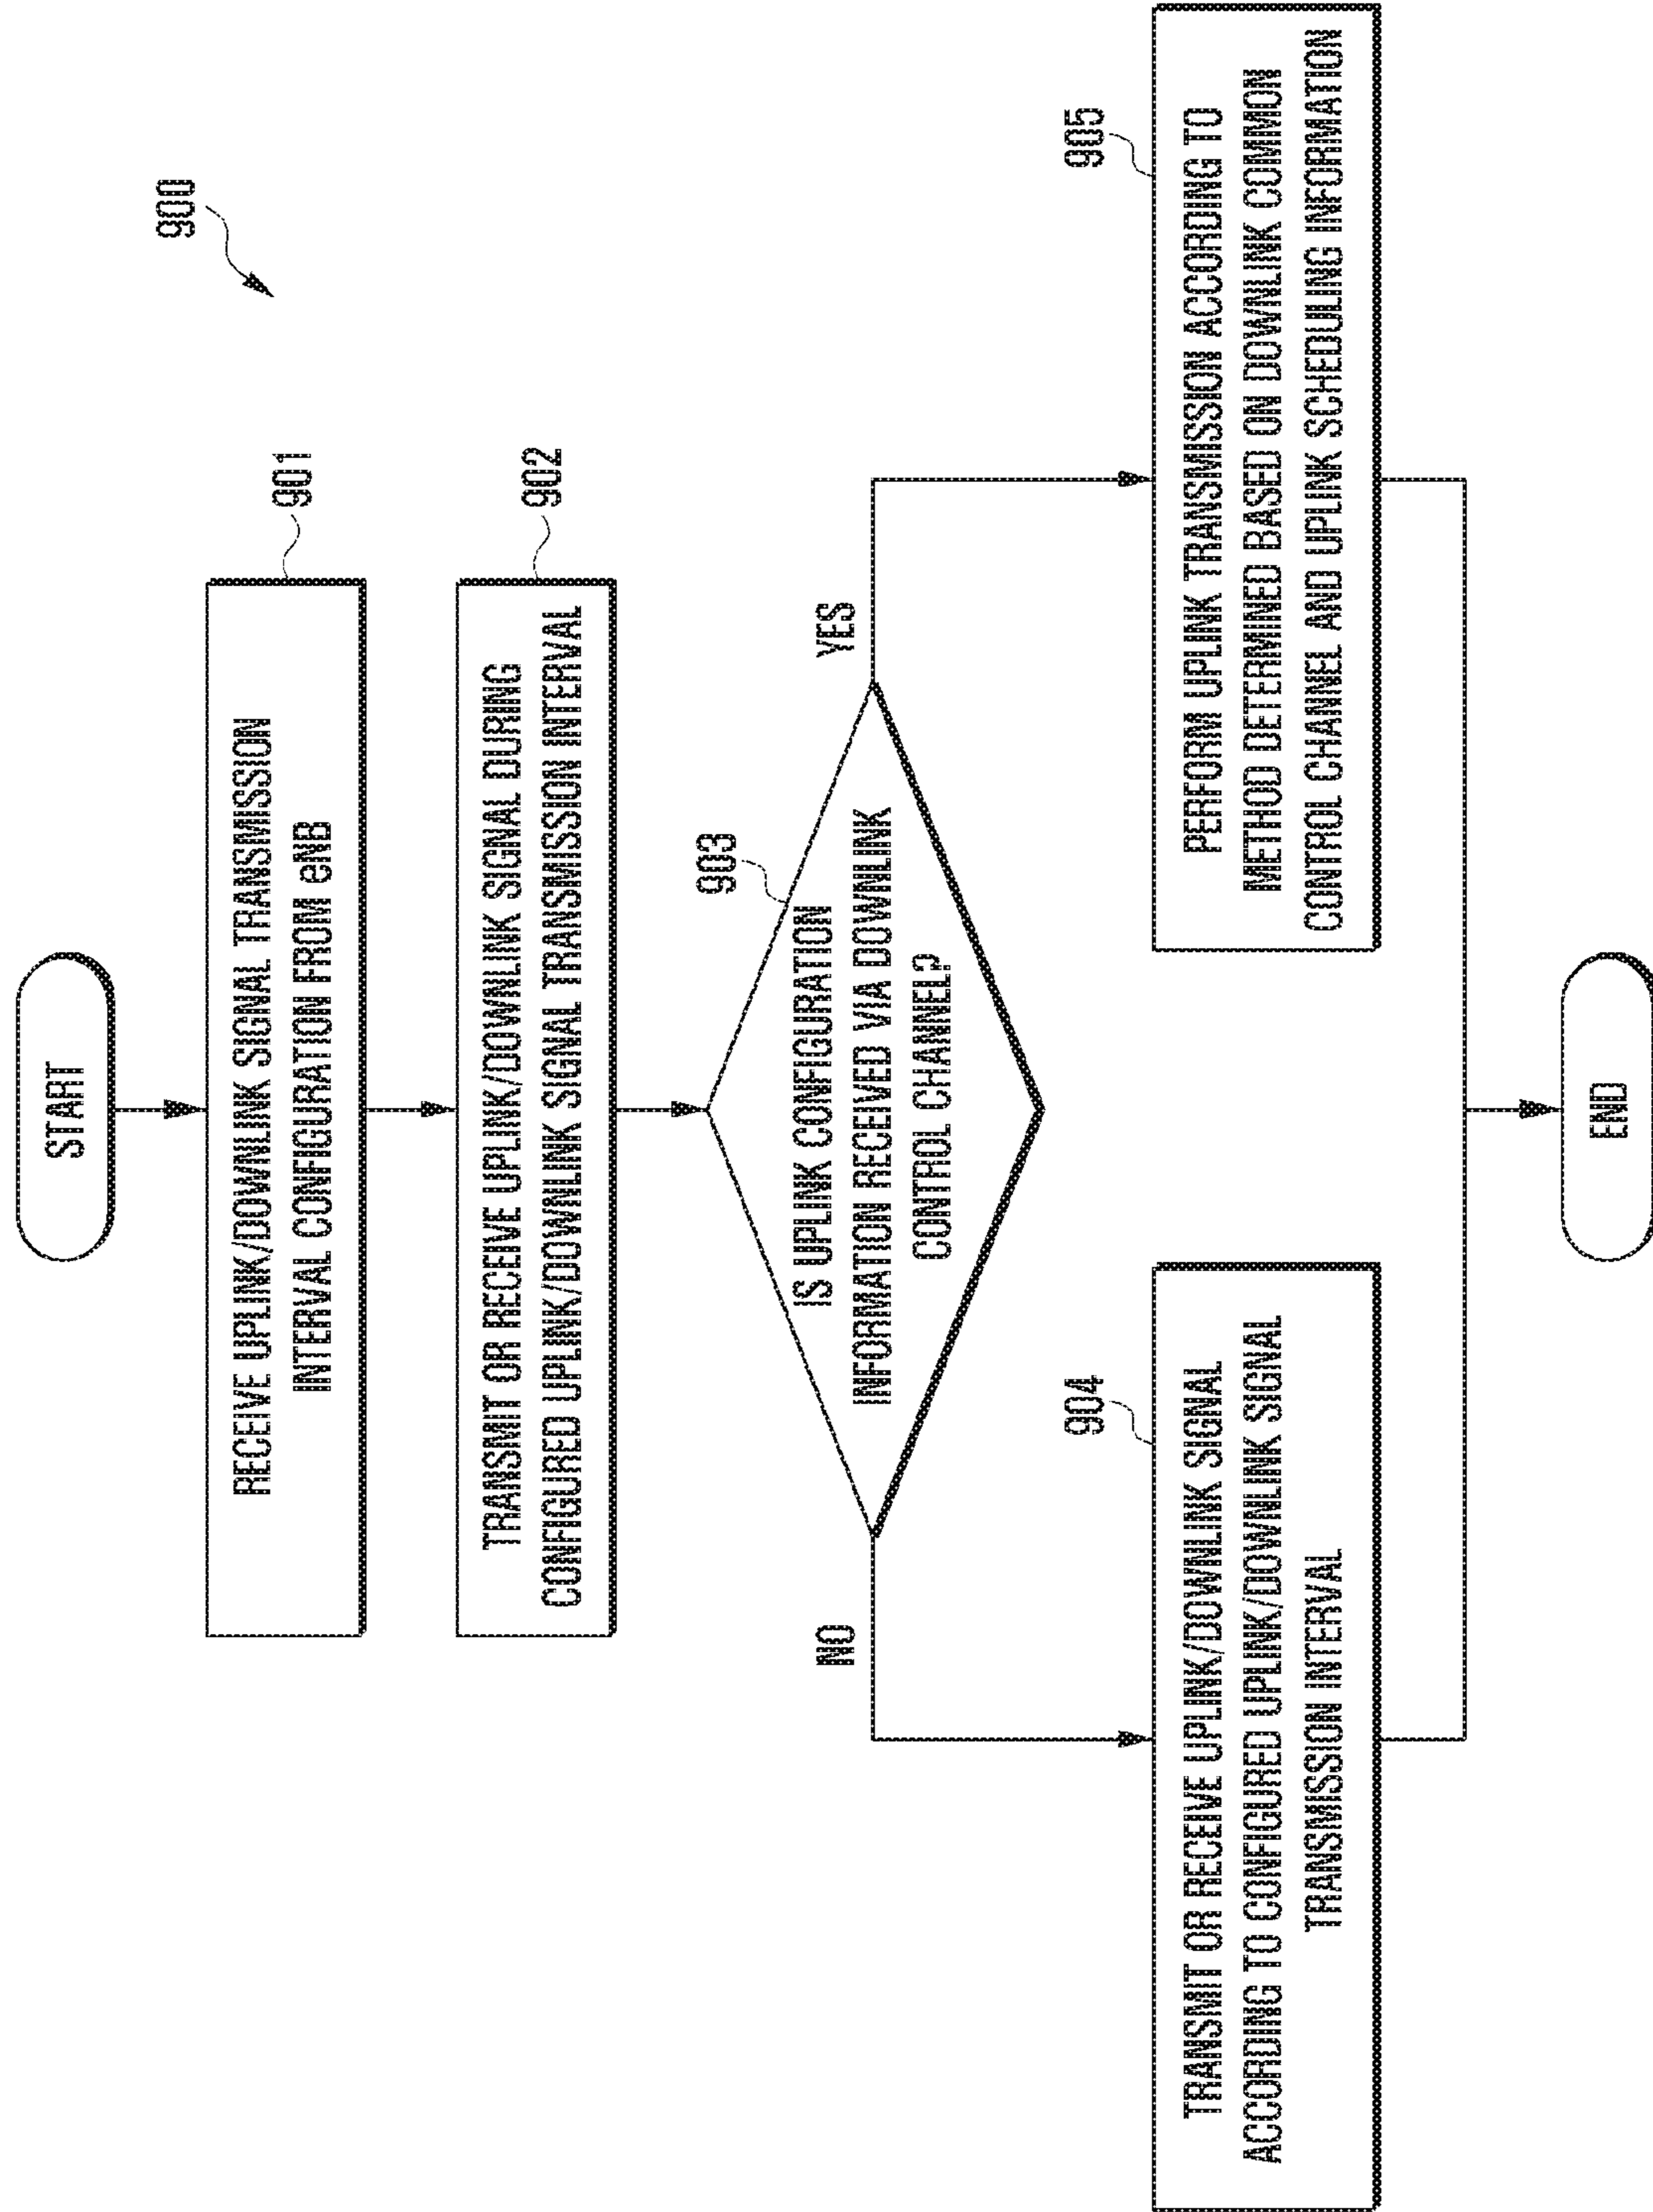 900
START
RECEIVE UPLINK/DOWNLINK SIGNAL TRANSMISSION
INTERVAL CONFIGURATION FROM eNB
901
TRANSMIT OR RECEIVE UPLINK/DOWNLINK SIGNAL DURING
CONFIGURED UPLINK/DOWNLINK SIGNAL TRANSMISSION INTERVAL
902
903
IS UPLINK CONFIGURATION
INFORMATION RECEIVED VIA DOWNLINK
CONTROL CHANNEL?
NO
YES
904
TRANSMIT OR RECEIVE UPLINK/DOWNLINK SIGNAL
ACCORDING TO CONFIGURED UPLINK/DOWNLINK SIGNAL
TRANSMISSION INTERVAL
905
PERFORM UPLINK TRANSMISSION ACCORDING TO
METHOD DETERMINED BASED ON DOWNLINK COMMON
CONTROL CHANNEL AND UPLINK SCHEDULING INFORMATION
END